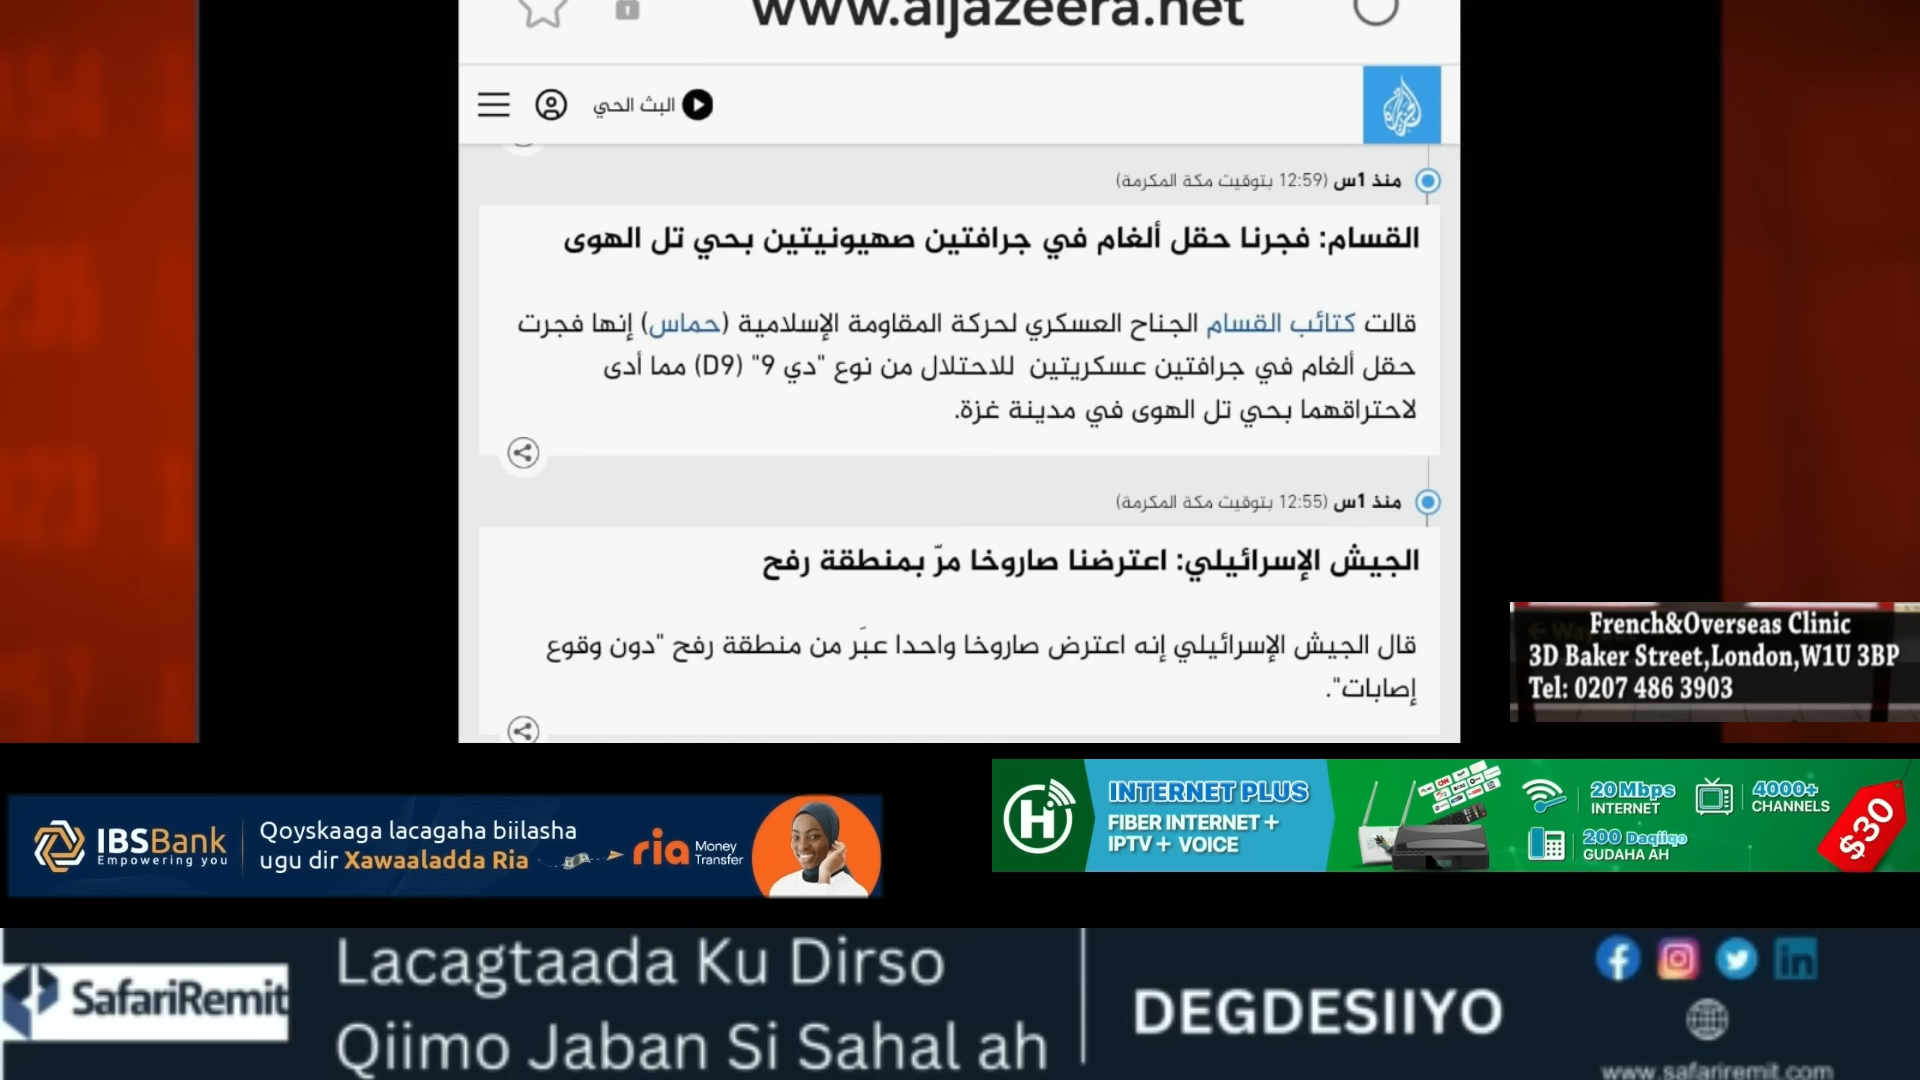 www.aljazeera.net
البث الحي
منذ 1س (12:59 بتوقيت مكة المكرمة)
القسام: فجرنا حقل ألغام في جرافتين صهيونيتين بحي تل الهوى
قالت كتائب القسام الجناح العسكري لحركة المقاومة الإسلامية (حماس) إنها فجرت
حقل ألغام في جرافتين عسكريتين للاحتلال من نوع "دي 9" (D9) مما أدى
لاحتراقهما بحي تل الهوى في مدينة غزة.
منذ 1س (12:55 بتوقيت مكة المكرمة)
الجيش الإسرائيلي: اعترضنا صاروخا مرّ بمنطقة رفح
قال الجيش الإسرائيلي إنه اعترض صاروخا واحدا عبَر من منطقة رفح "دون وقوع
إصابات".
French&Overseas Clinic
3D Baker Street,London,W1U 3BP
Tel: 0207 486 3903
IBSBank
Empowering you
Qoyskaaga lacagaha biilasha
ugu dir Xawaaladda Ria
ria Money
Transfer
H
INTERNET PLUS
FIBER INTERNET +
IPTV + VOICE
20 Mbps
INTERNET
4000+
CHANNELS
200 Daqiiqo
GUDAHA AH
$30
SafariRemit
Lacagtaada Ku Dirso
Qiimo Jaban Si Sahal ah
DEGDESIIYO
www.safariremit.com